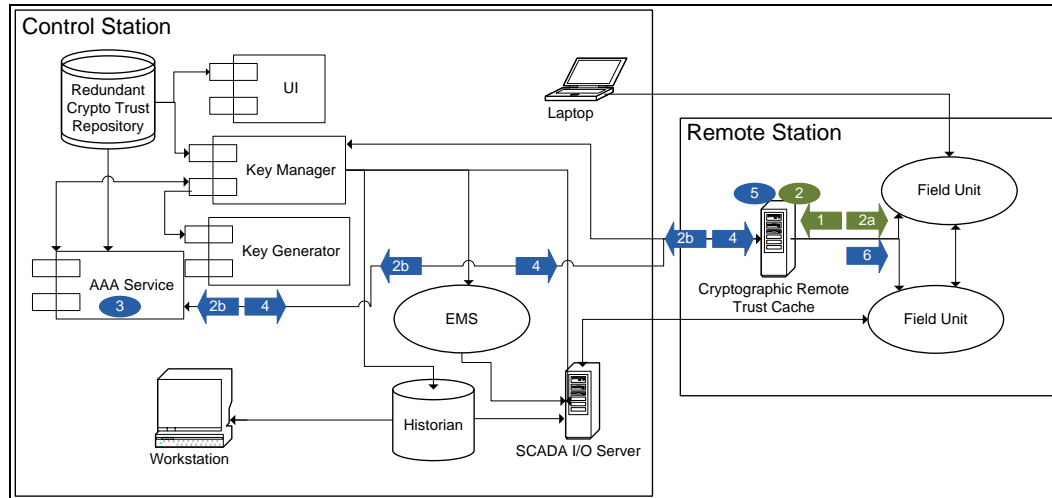 Control Station
Redundant
Crypto Trust
Repository
UI
Laptop
Remote Station
Key Manager
Field Unit
5
2
1
2a
2b
4
6
Key Generator
2b
4
AAA Service
3
2b
4
Cryptographic Remote
Trust Cache
EMS
Field Unit
Historian
Workstation
SCADA I/O Server